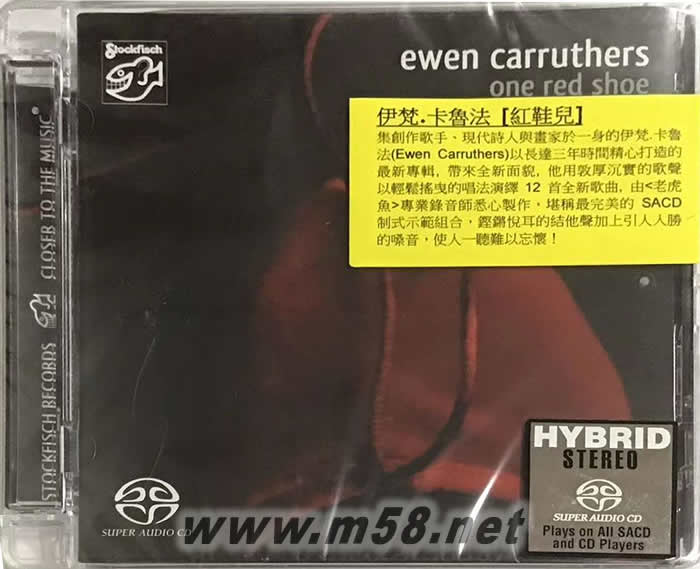 Stockfisch
Records
ewen carruthers
one red shoe
伊梵.卡魯法 [紅鞋兒]
集創作歌手、現代詩人與畫家於一身的伊梵.卡魯
法(Ewen Carruthers)以長達三年時間精心打造的
最新專輯, 帶來全新面貌, 他用敦厚沉實的歌聲
以輕鬆搖曳的唱法演繹 12 首全新歌曲, 由<老虎
魚>專業錄音師悉心製作, 堪稱最完美的 SACD
制式示範組合, 鏗鏘悅耳的結他聲加上引人入勝
的嗓音, 使人一聽難以忘懷!
STOCKFISCH RECORDS CLOSER TO THE MUSIC
HYBRID
STEREO
SUPER AUDIO CD
Plays on All SACD
and CD Players
SUPER AUDIO CD
www.m58.net